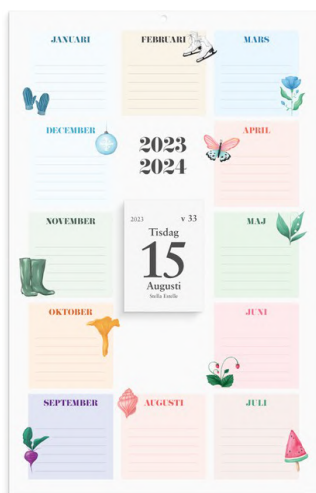 JANUARI
FEBRUARI
MARS
DECEMBER
2023
2024
APRIL
NOVEMBER
2023 v 33
Tisdag
15
Augusti
Stella Estelle
MAJ
OKTOBER
JUNI
SEPTEMBER
AUGUSTI
JULI